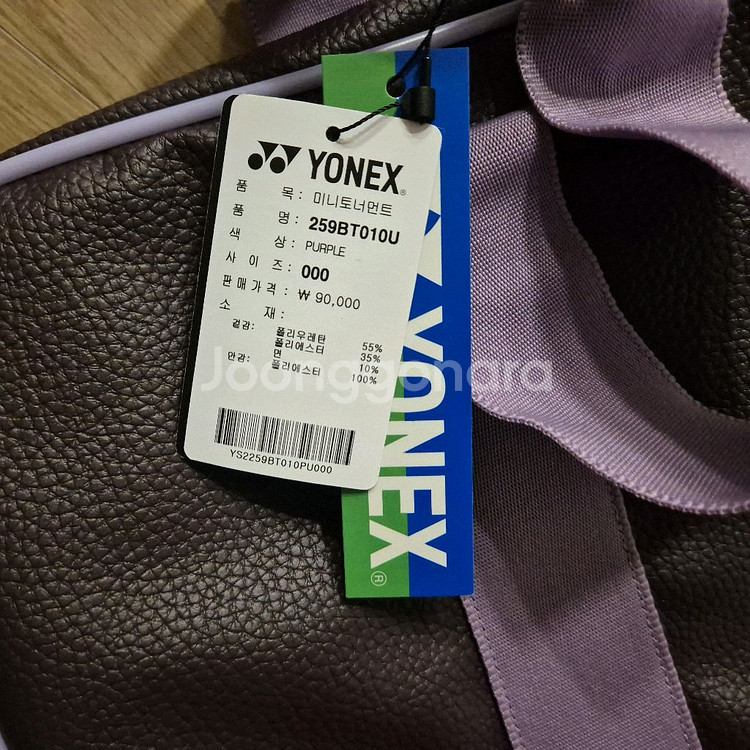 YONEX®
품 목 : 미니토너먼트
품 명 : 259BT010U
색 상 : PURPLE
사 이 즈 : 000
판 매 가 격 : ₩ 90,000
소 재 :
겉감: 폴리우레탄 55%
폴리에스터 35%
면 10%
안감: 폴리에스터 100%
YS2259BT010PU000
YONEX®
Joonggonara